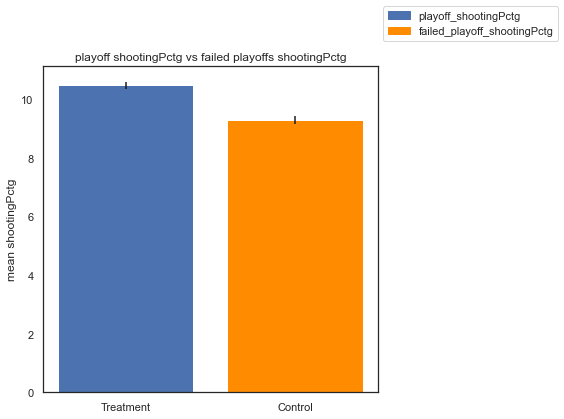 playoff_shootingPctg
failed_playoff_shootingPctg
playoff shootingPctg vs failed playoffs shootingPctg
mean shootingPctg
10
8
6
4
2
0
Treatment
Control